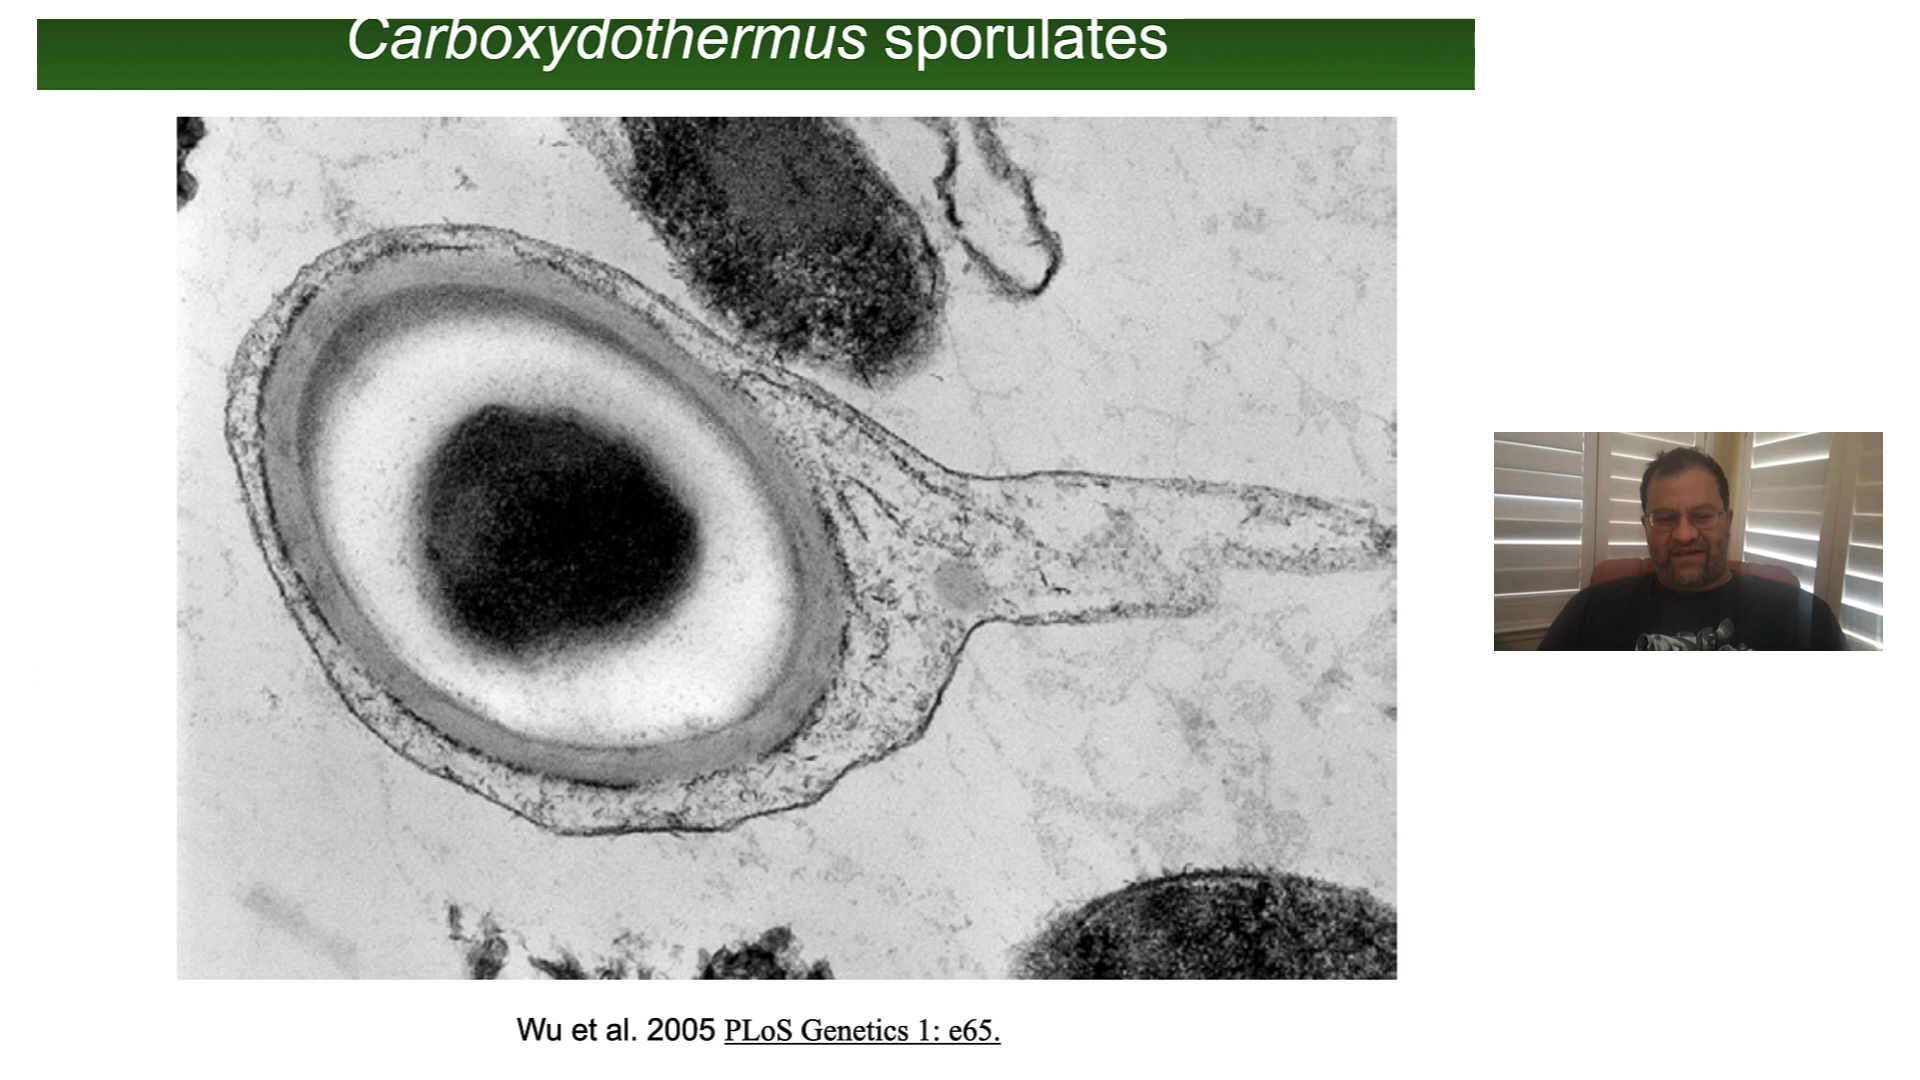 Carboxydothermus sporulates
Wu et al. 2005 PLoS Genetics 1: e65.